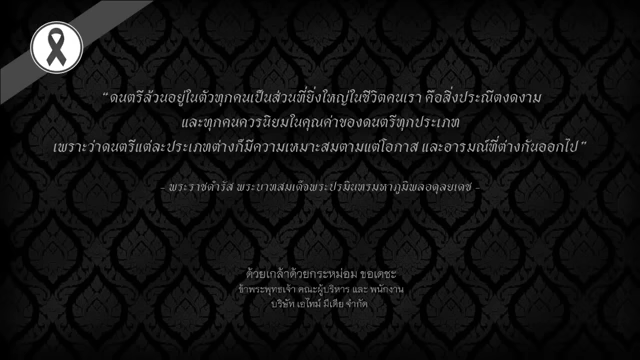 “ ดนตรีล้วนอยู่ในตัวทุกคนเป็นส่วนที่ยิ่งใหญ่ในชีวิตคนเรา คือสิ่งประณีตงดงาม
และทุกคนควรนิยมในคุณค่าของดนตรีทุกประเภท
เพราะว่าดนตรีแต่ละประเภทต่างก็มีความเหมาะสมตามแต่โอกาส และอารมณ์ที่ต่างกันออกไป ”
- พระราชดำรัส พระบาทสมเด็จพระปรมินทรมหาภูมิพลอดุลยเดช -
ด้วยเกล้าด้วยกระหม่อม ขอเดชะ
ข้าพระพุทธเจ้า คณะผู้บริหาร และ พนักงาน
บริษัท เอไทม์ มีเดีย จำกัด